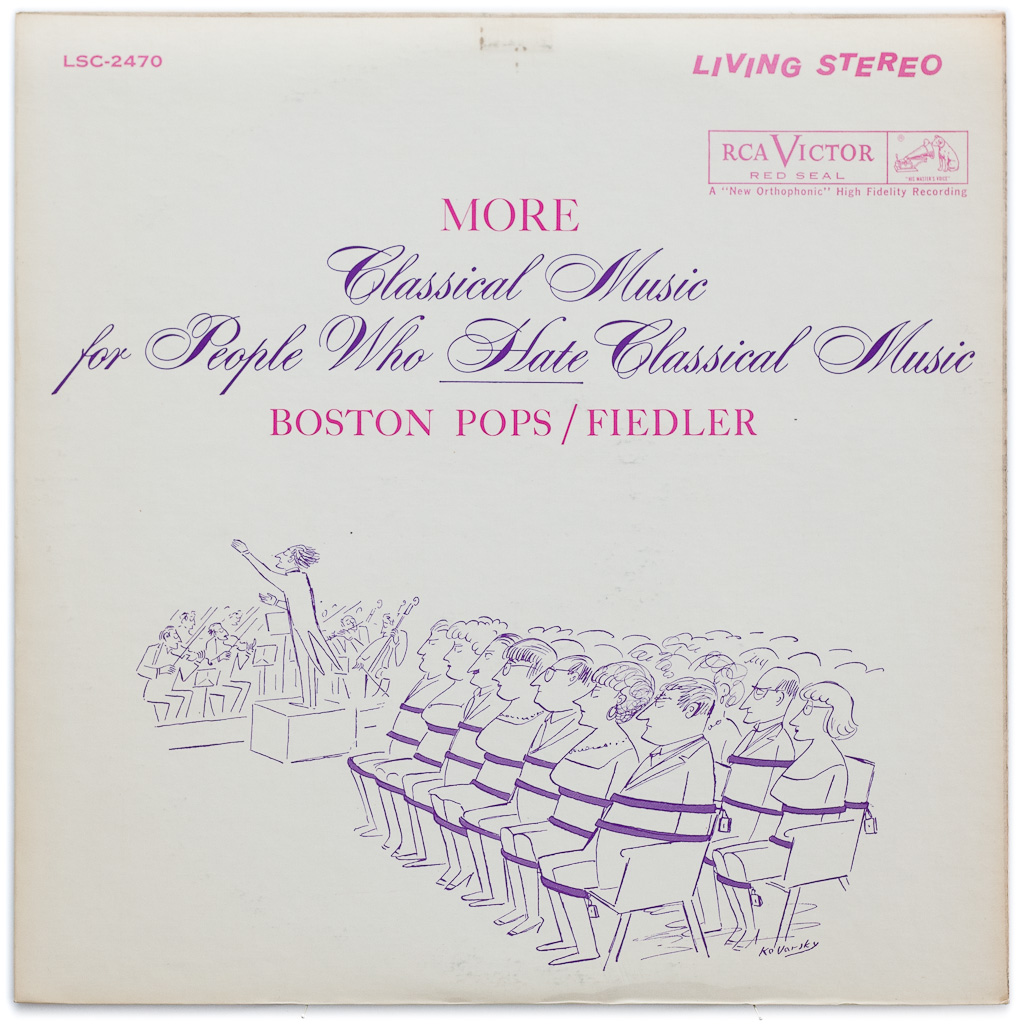 LSC-2470
LIVING STEREO
RCA VICTOR
RED SEAL
"HIS MASTER'S VOICE"
®
A "New Orthophonic" High Fidelity Recording
MORE
Classical Music
for People Who Hate Classical Music
BOSTON POPS / FIEDLER
Kovarsky